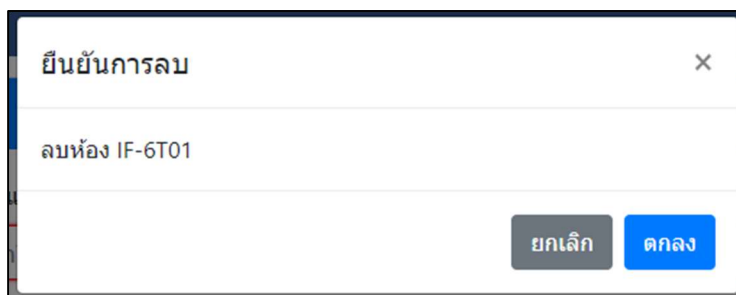 ยืนยันการลบ ×
ลบห้อง IF-6T01
ยกเลิก ตกลง